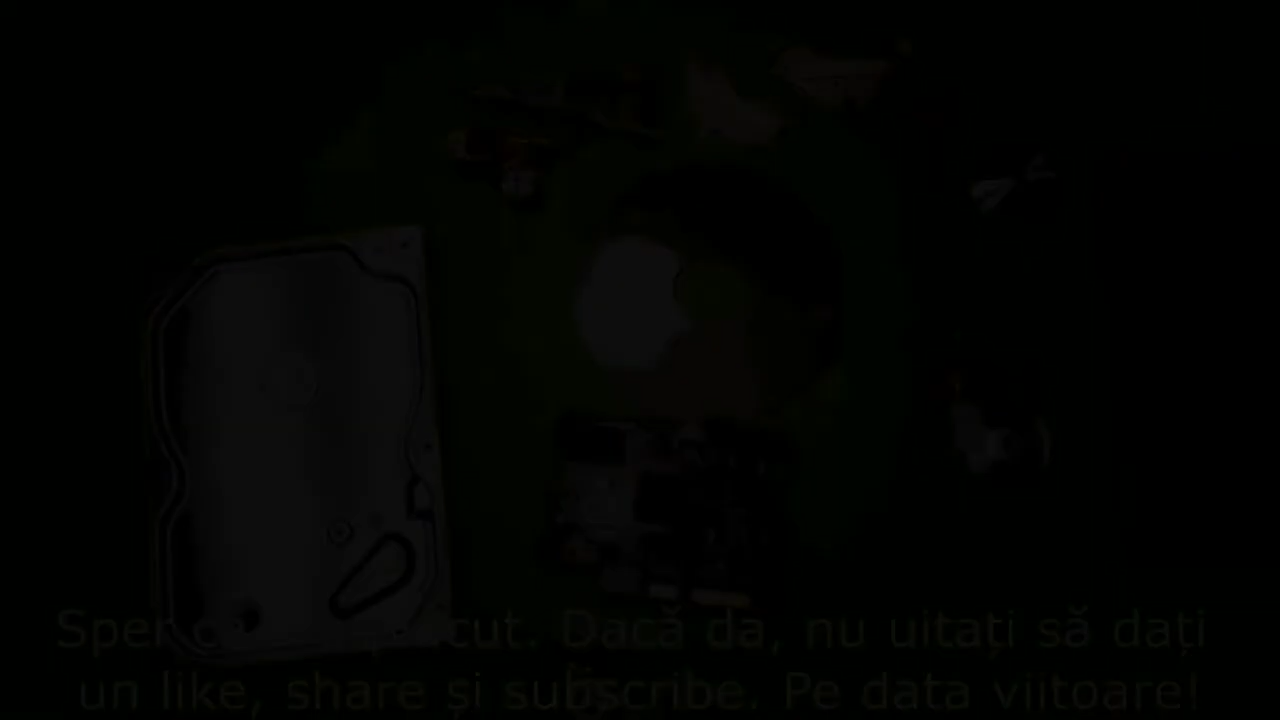 Sper cut. Dacă da, nu uitați să dați
un like, share și subscribe. Pe data viitoare!